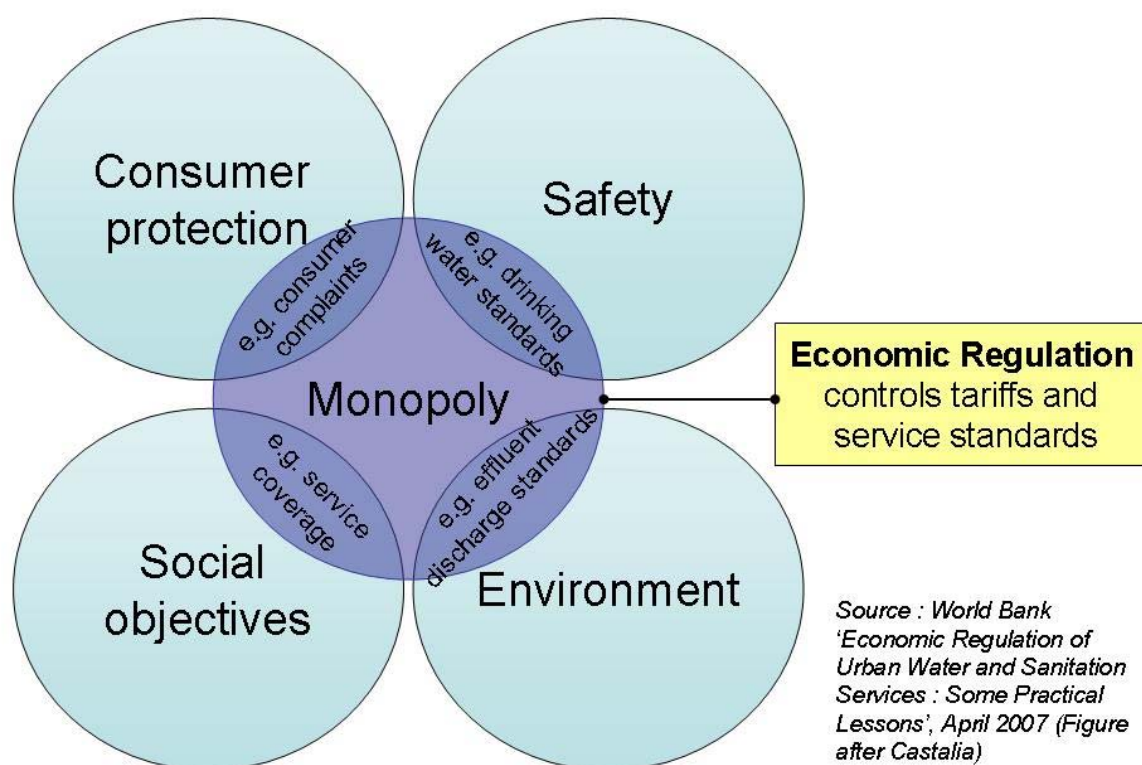 Consumer
protection
Safety
e.g. consumer
complaints
e.g. drinking
water standards
Monopoly
Economic Regulation
controls tariffs and
service standards
e.g. service
coverage
e.g. effluent
discharge standards
Social
objectives
Environment
Source : World Bank
‘Economic Regulation of
Urban Water and Sanitation
Services : Some Practical
Lessons’, April 2007 (Figure
after Castalia)